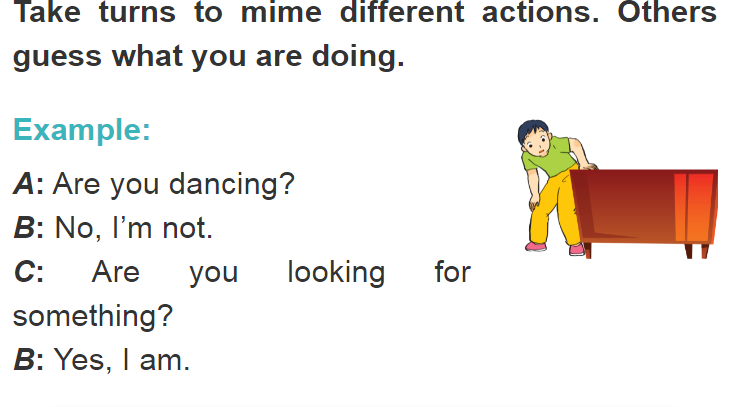 Take turns to mime different actions. Others
guess what you are doing.
Example:
A: Are you dancing?
B: No, I’m not.
C: Are you looking for
something?
B: Yes, I am.